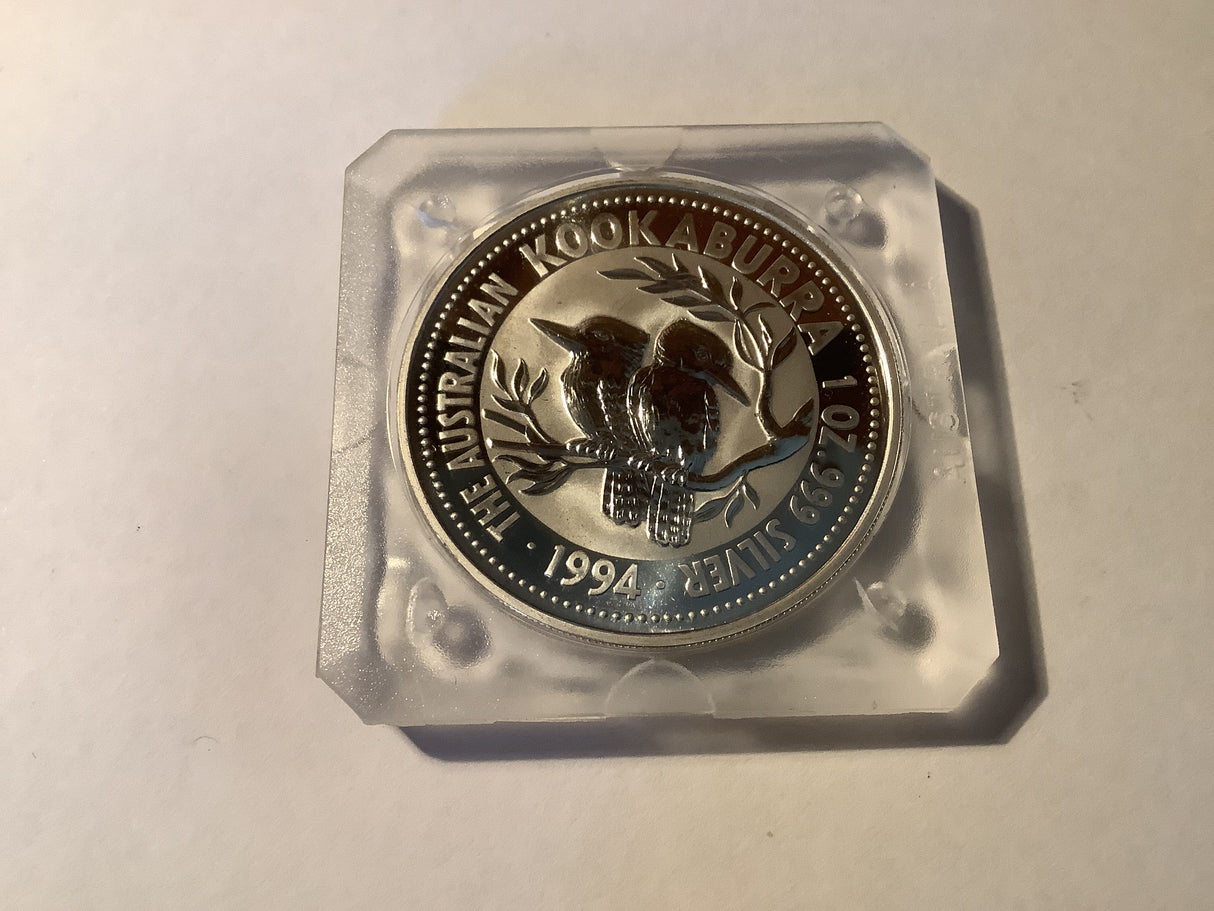 THE AUSTRALIAN KOOKABURRA 1 OZ .999 SILVER
· 1994 ·